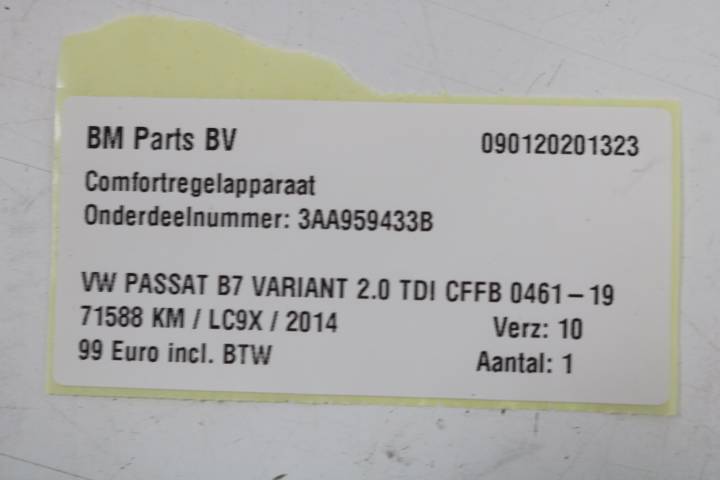 BM Parts BV 090120201323
Comfortregelapparaat
Onderdeelnummer: 3AA959433B
VW PASSAT B7 VARIANT 2.0 TDI CFFB 0461-19
71588 KM / LC9X / 2014 Verz: 10
99 Euro incl. BTW Aantal: 1